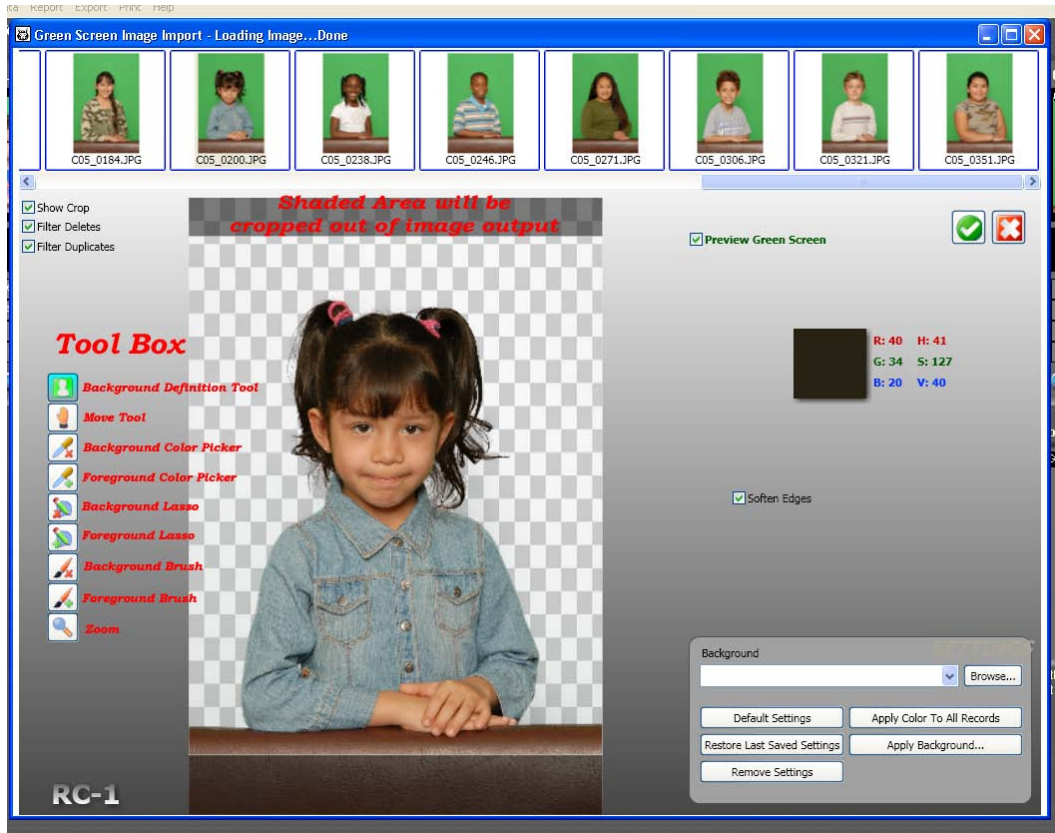 Report Export Print Help
Green Screen Image Import - Loading Image...Done
C05_0184.JPG
C05_0200.JPG
C05_0238.JPG
C05_0246.JPG
C05_0271.JPG
C05_0306.JPG
C05_0321.JPG
C05_0351.JPG
Show Crop
Filter Deletes
Filter Duplicates
Shaded Area will be
cropped out of image output
Preview Green Screen
Tool Box
Background Definition Tool
Move Tool
Background Color Picker
Foreground Color Picker
Background Lasso
Foreground Lasso
Background Brush
Foreground Brush
Zoom
R: 40 H: 41
G: 34 S: 127
B: 20 V: 40
Soften Edges
SETTINGS
Background
Browse...
Default Settings
Apply Color To All Records
Restore Last Saved Settings
Apply Background...
Remove Settings
RC-1